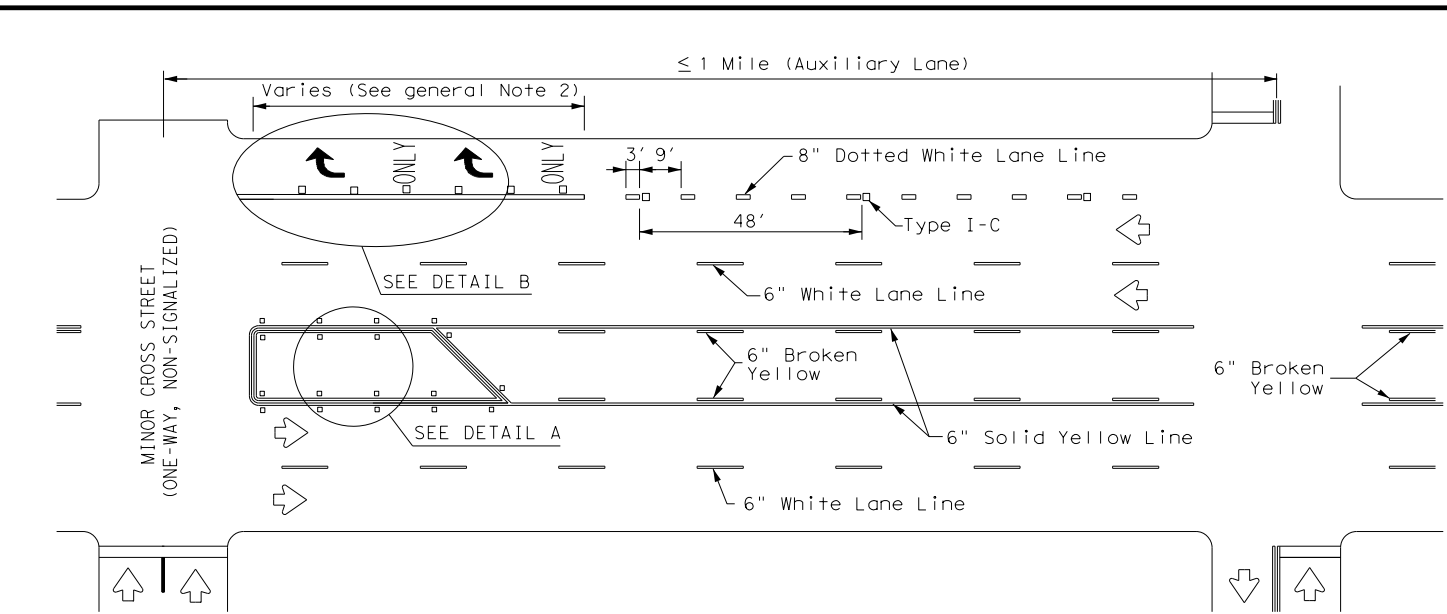 ≤ 1 Mile (Auxiliary Lane)
Varies (See general Note 2)
ONLY
ONLY
3' 9'
8" Dotted White Lane Line
48'
Type I-C
SEE DETAIL B
6" White Lane Line
MINOR CROSS STREET
(ONE-WAY, NON-SIGNALIZED)
6" Broken
Yellow
6" Broken
Yellow
SEE DETAIL A
6" Solid Yellow Line
6" White Lane Line